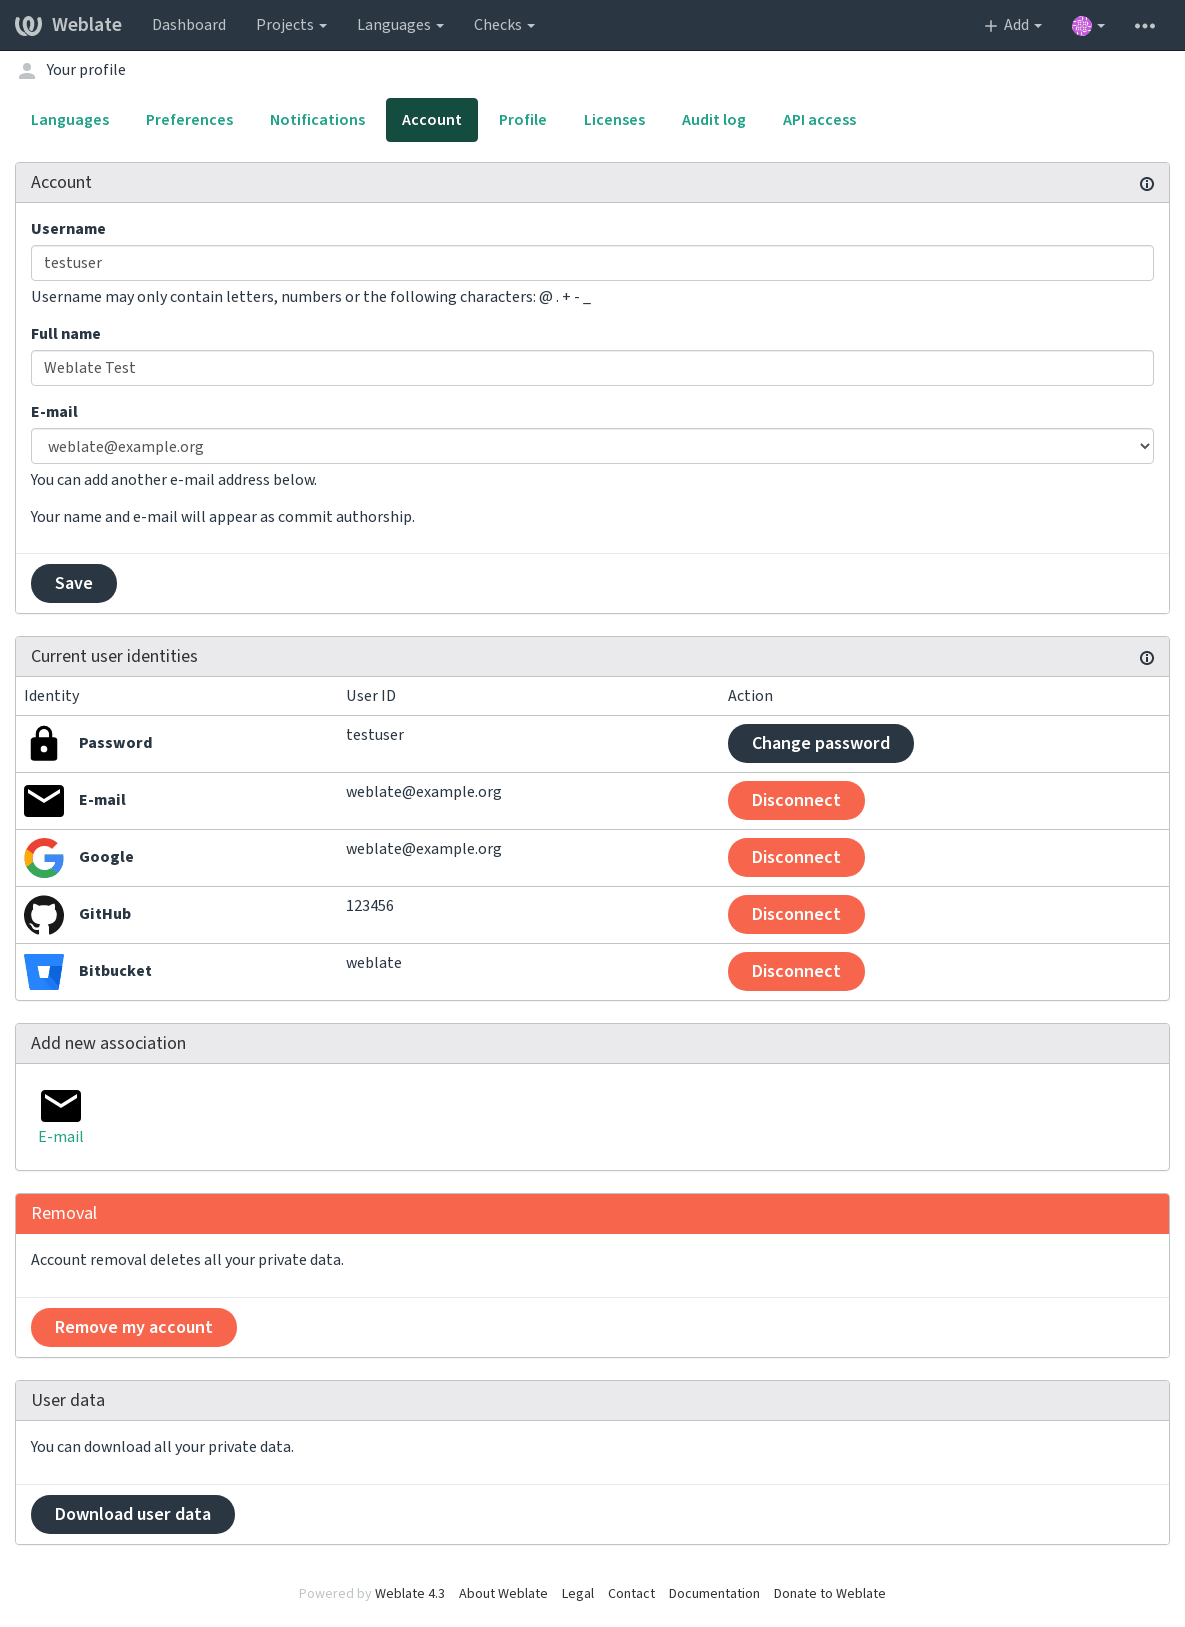 Weblate Dashboard Projects Languages Checks Add
Your profile
Languages Preferences Notifications Account Profile Licenses Audit log API access
Account
Username
testuser
Username may only contain letters, numbers or the following characters: @ . + - _
Full name
Weblate Test
E-mail
weblate@example.org
You can add another e-mail address below.
Your name and e-mail will appear as commit authorship.
Save
Current user identities
Identity User ID Action
Password testuser Change password
E-mail weblate@example.org Disconnect
Google weblate@example.org Disconnect
GitHub 123456 Disconnect
Bitbucket weblate Disconnect
Add new association
E-mail
Removal
Account removal deletes all your private data.
Remove my account
User data
You can download all your private data.
Download user data
Powered by Weblate 4.3 About Weblate Legal Contact Documentation Donate to Weblate